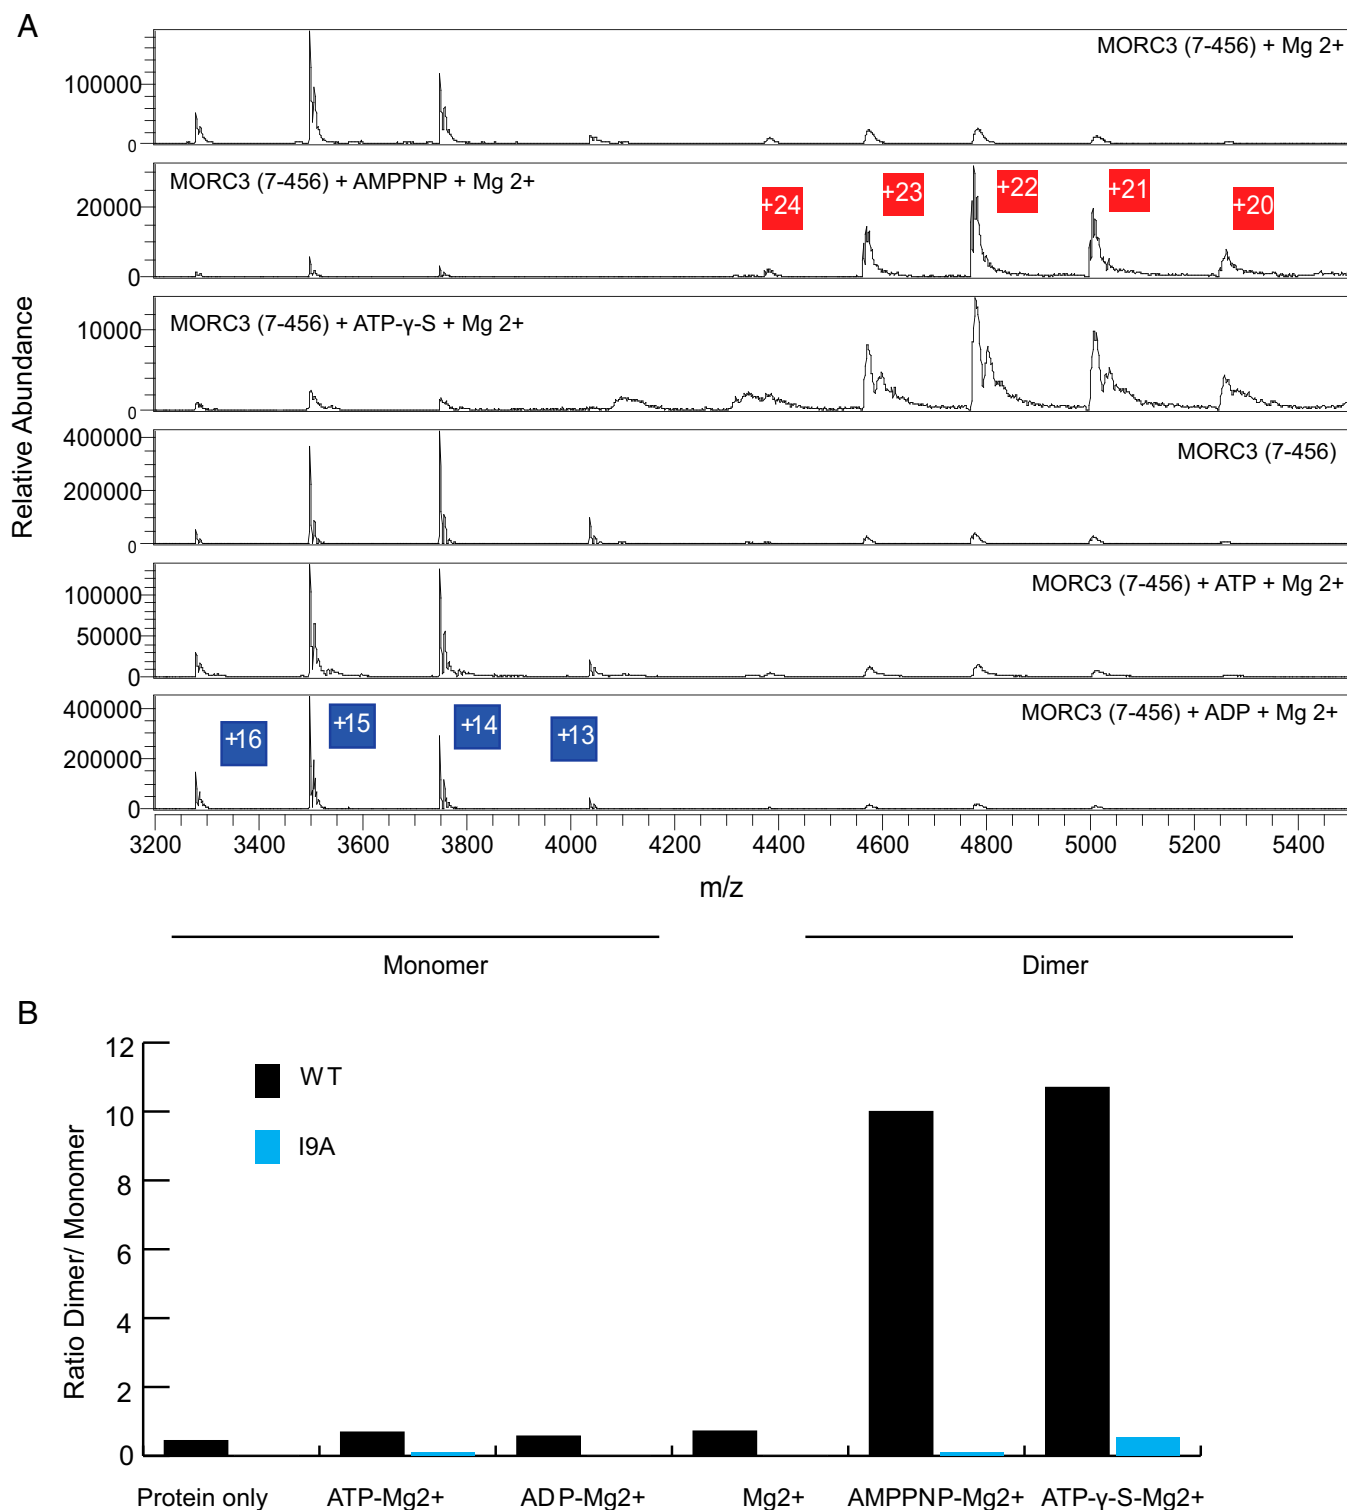 A
MORC3 (7-456) + Mg 2+
100000
0
MORC3 (7-456) + AMPPNP + Mg 2+
+24 +23 +22 +21 +20
20000
0
MORC3 (7-456) + ATP-γ-S + Mg 2+
10000
0
Relative Abundance
MORC3 (7-456)
400000
200000
0
MORC3 (7-456) + ATP + Mg 2+
100000
50000
0
MORC3 (7-456) + ADP + Mg 2+
400000
+16 +15 +14 +13
200000
0
3200 3400 3600 3800 4000 4200 4400 4600 4800 5000 5200 5400
m/z
Monomer Dimer
B
Ratio Dimer/ Monomer
12
WT
10
I9A
8
6
4
2
0
Protein only ATP-Mg2+ ADP-Mg2+ Mg2+ AMPPNP-Mg2+ ATP-γ-S-Mg2+